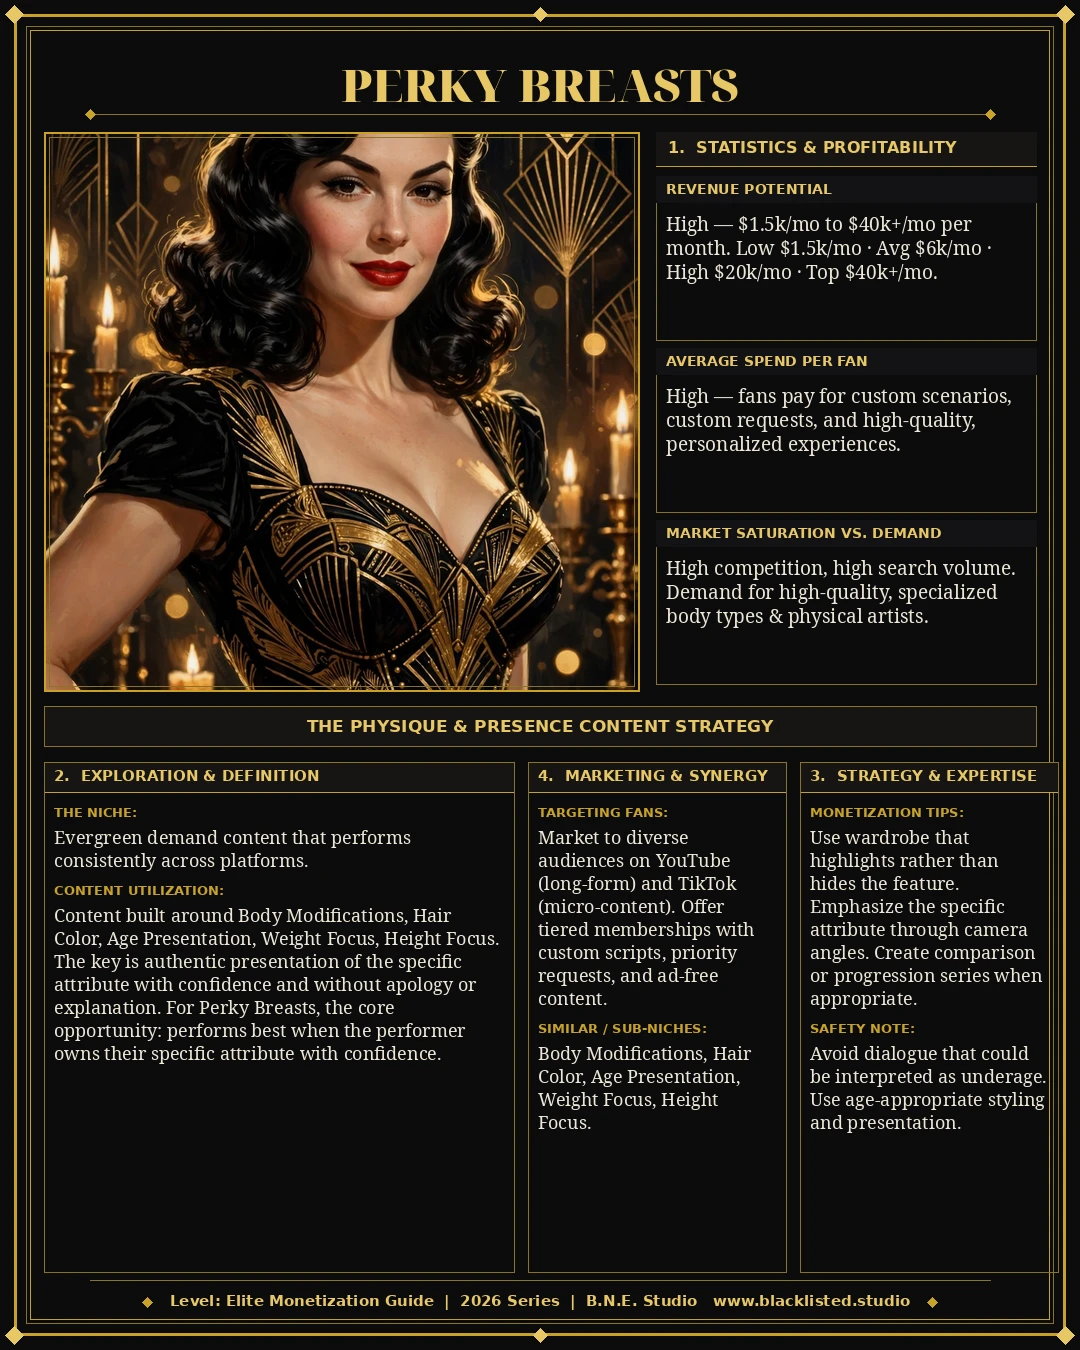 PERKY BREASTS
1. STATISTICS & PROFITABILITY
REVENUE POTENTIAL
High — $1.5k/mo to $40k+/mo per
month. Low $1.5k/mo · Avg $6k/mo ·
High $20k/mo · Top $40k+/mo.
AVERAGE SPEND PER FAN
High — fans pay for custom scenarios,
custom requests, and high-quality,
personalized experiences.
MARKET SATURATION VS. DEMAND
High competition, high search volume.
Demand for high-quality, specialized
body types & physical artists.
THE PHYSIQUE & PRESENCE CONTENT STRATEGY
2. EXPLORATION & DEFINITION
THE NICHE:
Evergreen demand content that performs
consistently across platforms.
CONTENT UTILIZATION:
Content built around Body Modifications, Hair
Color, Age Presentation, Weight Focus, Height Focus.
The key is authentic presentation of the specific
attribute with confidence and without apology or
explanation. For Perky Breasts, the core
opportunity: performs best when the performer
owns their specific attribute with confidence.
4. MARKETING & SYNERGY
TARGETING FANS:
Market to diverse
audiences on YouTube
(long-form) and TikTok
(micro-content). Offer
tiered memberships with
custom scripts, priority
requests, and ad-free
content.
SIMILAR / SUB-NICHES:
Body Modifications, Hair
Color, Age Presentation,
Weight Focus, Height
Focus.
3. STRATEGY & EXPERTISE
MONETIZATION TIPS:
Use wardrobe that
highlights rather than
hides the feature.
Emphasize the specific
attribute through camera
angles. Create comparison
or progression series when
appropriate.
SAFETY NOTE:
Avoid dialogue that could
be interpreted as underage.
Use age-appropriate styling
and presentation.
Level: Elite Monetization Guide | 2026 Series | B.N.E. Studio www.blacklisted.studio